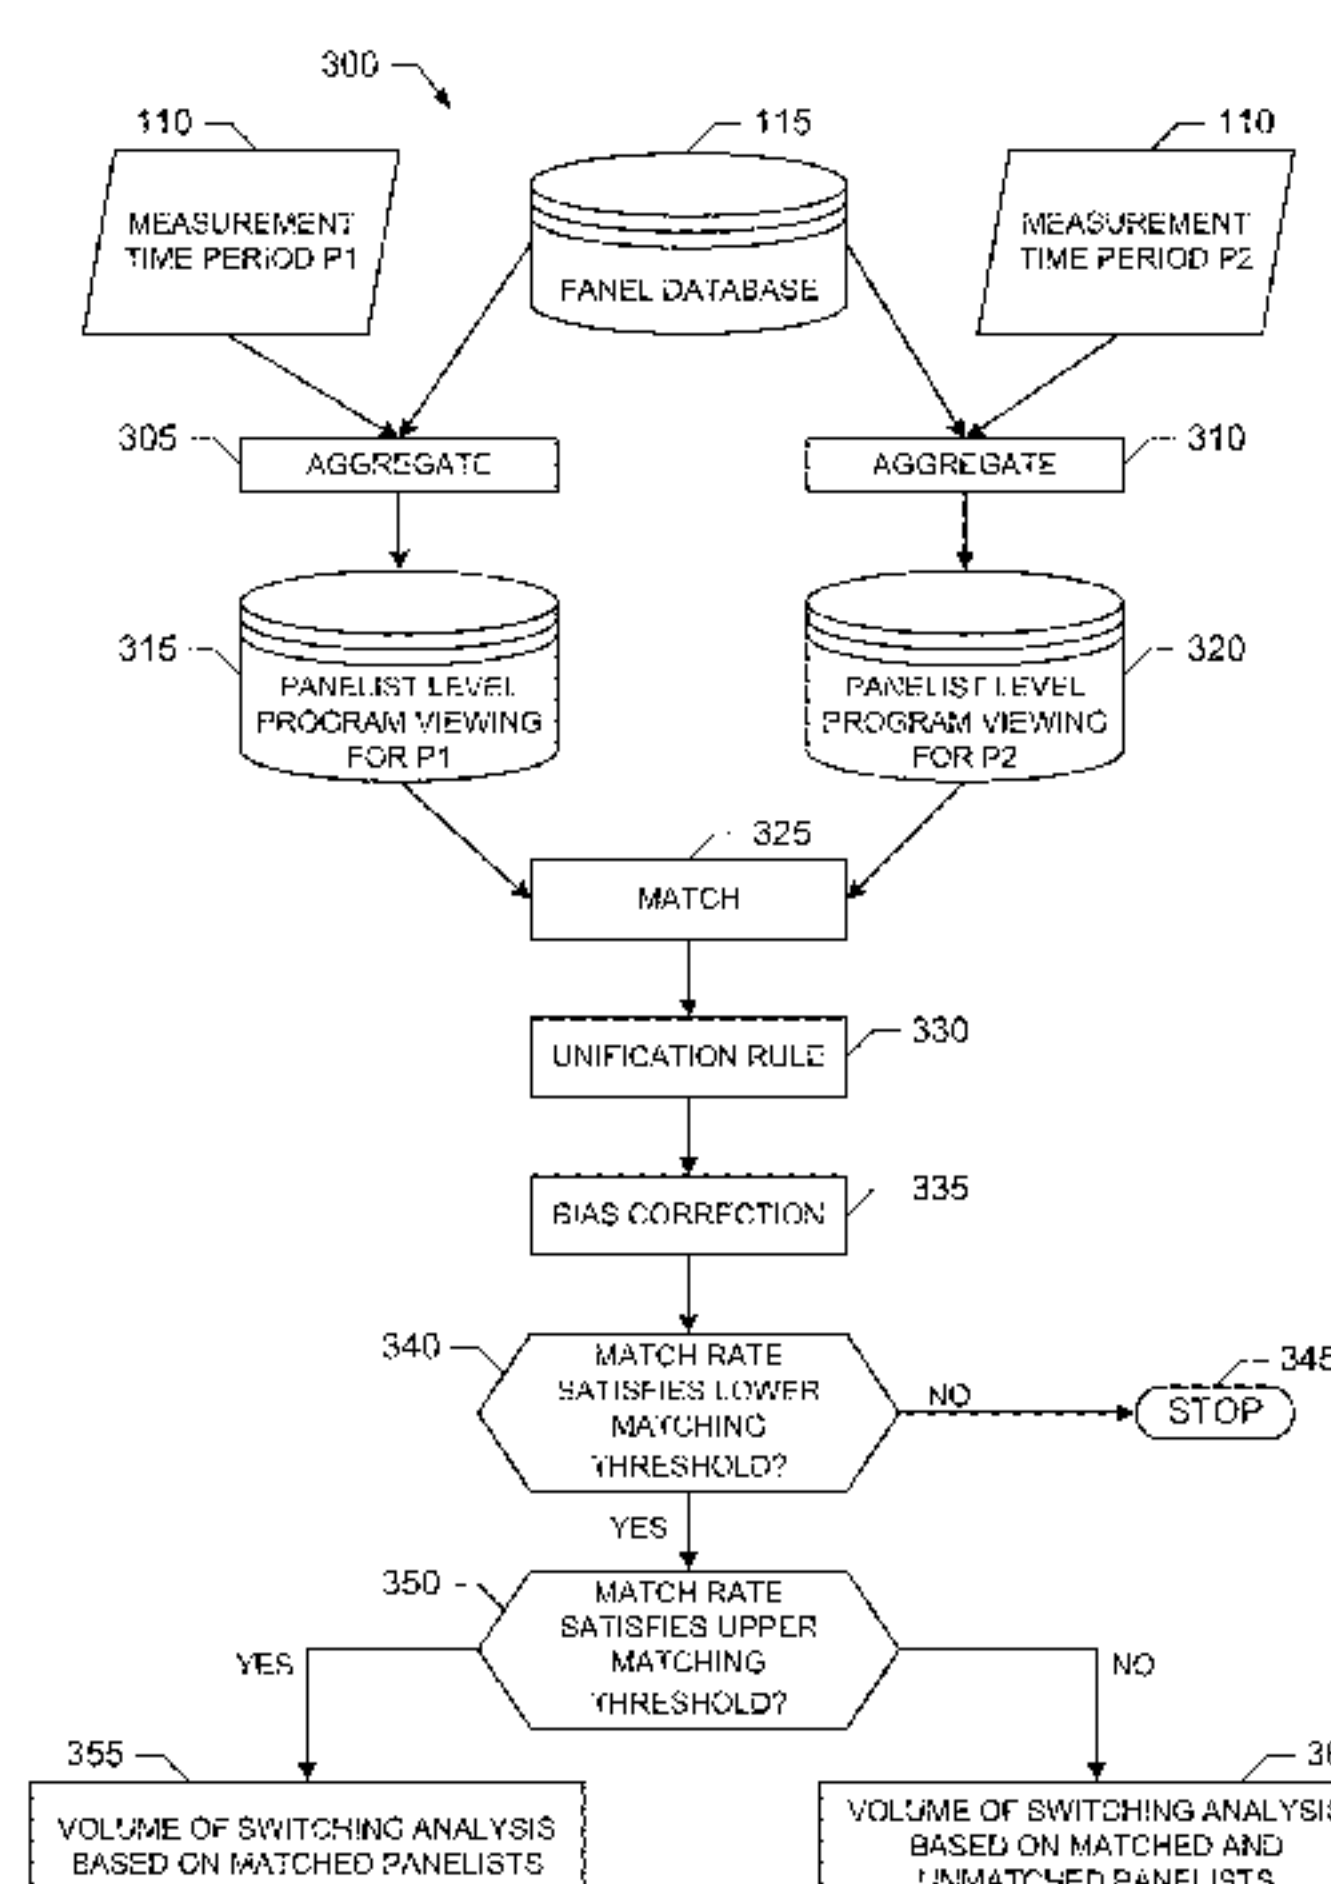 300
110
115
110
MEASUREMENT
TIME PERIOD P1
PANEL DATABASE
MEASUREMENT
TIME PERIOD P2
305
AGGREGATE
AGGREGATE
310
315
PANELIST LEVEL
PROGRAM VIEWING
FOR P1
PANELIST LEVEL
PROGRAM VIEWING
FOR P2
320
325
MATCH
UNIFICATION RULE
330
BIAS CORRECTION
335
340
MATCH RATE
SATISFIES LOWER
MATCHING
THRESHOLD?
NO
345
STOP
YES
350
MATCH RATE
SATISFIES UPPER
MATCHING
THRESHOLD?
YES
NO
355
VOLUME OF SWITCHING ANALYSIS
BASED ON MATCHED PANELISTS
VOLUME OF SWITCHING ANALYSIS
BASED ON MATCHED AND
UNMATCHED PANELISTS